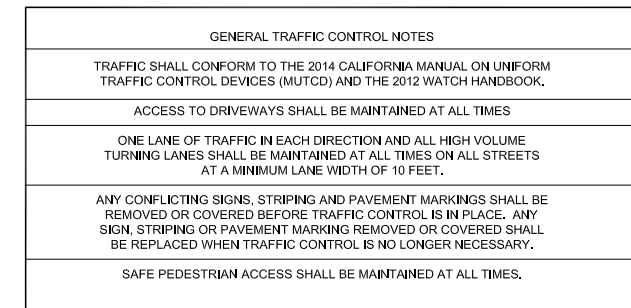 GENERAL TRAFFIC CONTROL NOTES
TRAFFIC SHALL CONFORM TO THE 2014 CALIFORNIA MANUAL ON UNIFORM
TRAFFIC CONTROL DEVICES (MUTCD) AND THE 2012 WATCH HANDBOOK.
ACCESS TO DRIVEWAYS SHALL BE MAINTAINED AT ALL TIMES
ONE LANE OF TRAFFIC IN EACH DIRECTION AND ALL HIGH VOLUME
TURNING LANES SHALL BE MAINTAINED AT ALL TIMES ON ALL STREETS
AT A MINIMUM LANE WIDTH OF 10 FEET.
ANY CONFLICTING SIGNS, STRIPING AND PAVEMENT MARKINGS SHALL BE
REMOVED OR COVERED BEFORE TRAFFIC CONTROL IS IN PLACE. ANY
SIGN, STRIPING OR PAVEMENT MARKING REMOVED OR COVERED SHALL
BE REPLACED WHEN TRAFFIC CONTROL IS NO LONGER NECESSARY.
SAFE PEDESTRIAN ACCESS SHALL BE MAINTAINED AT ALL TIMES.